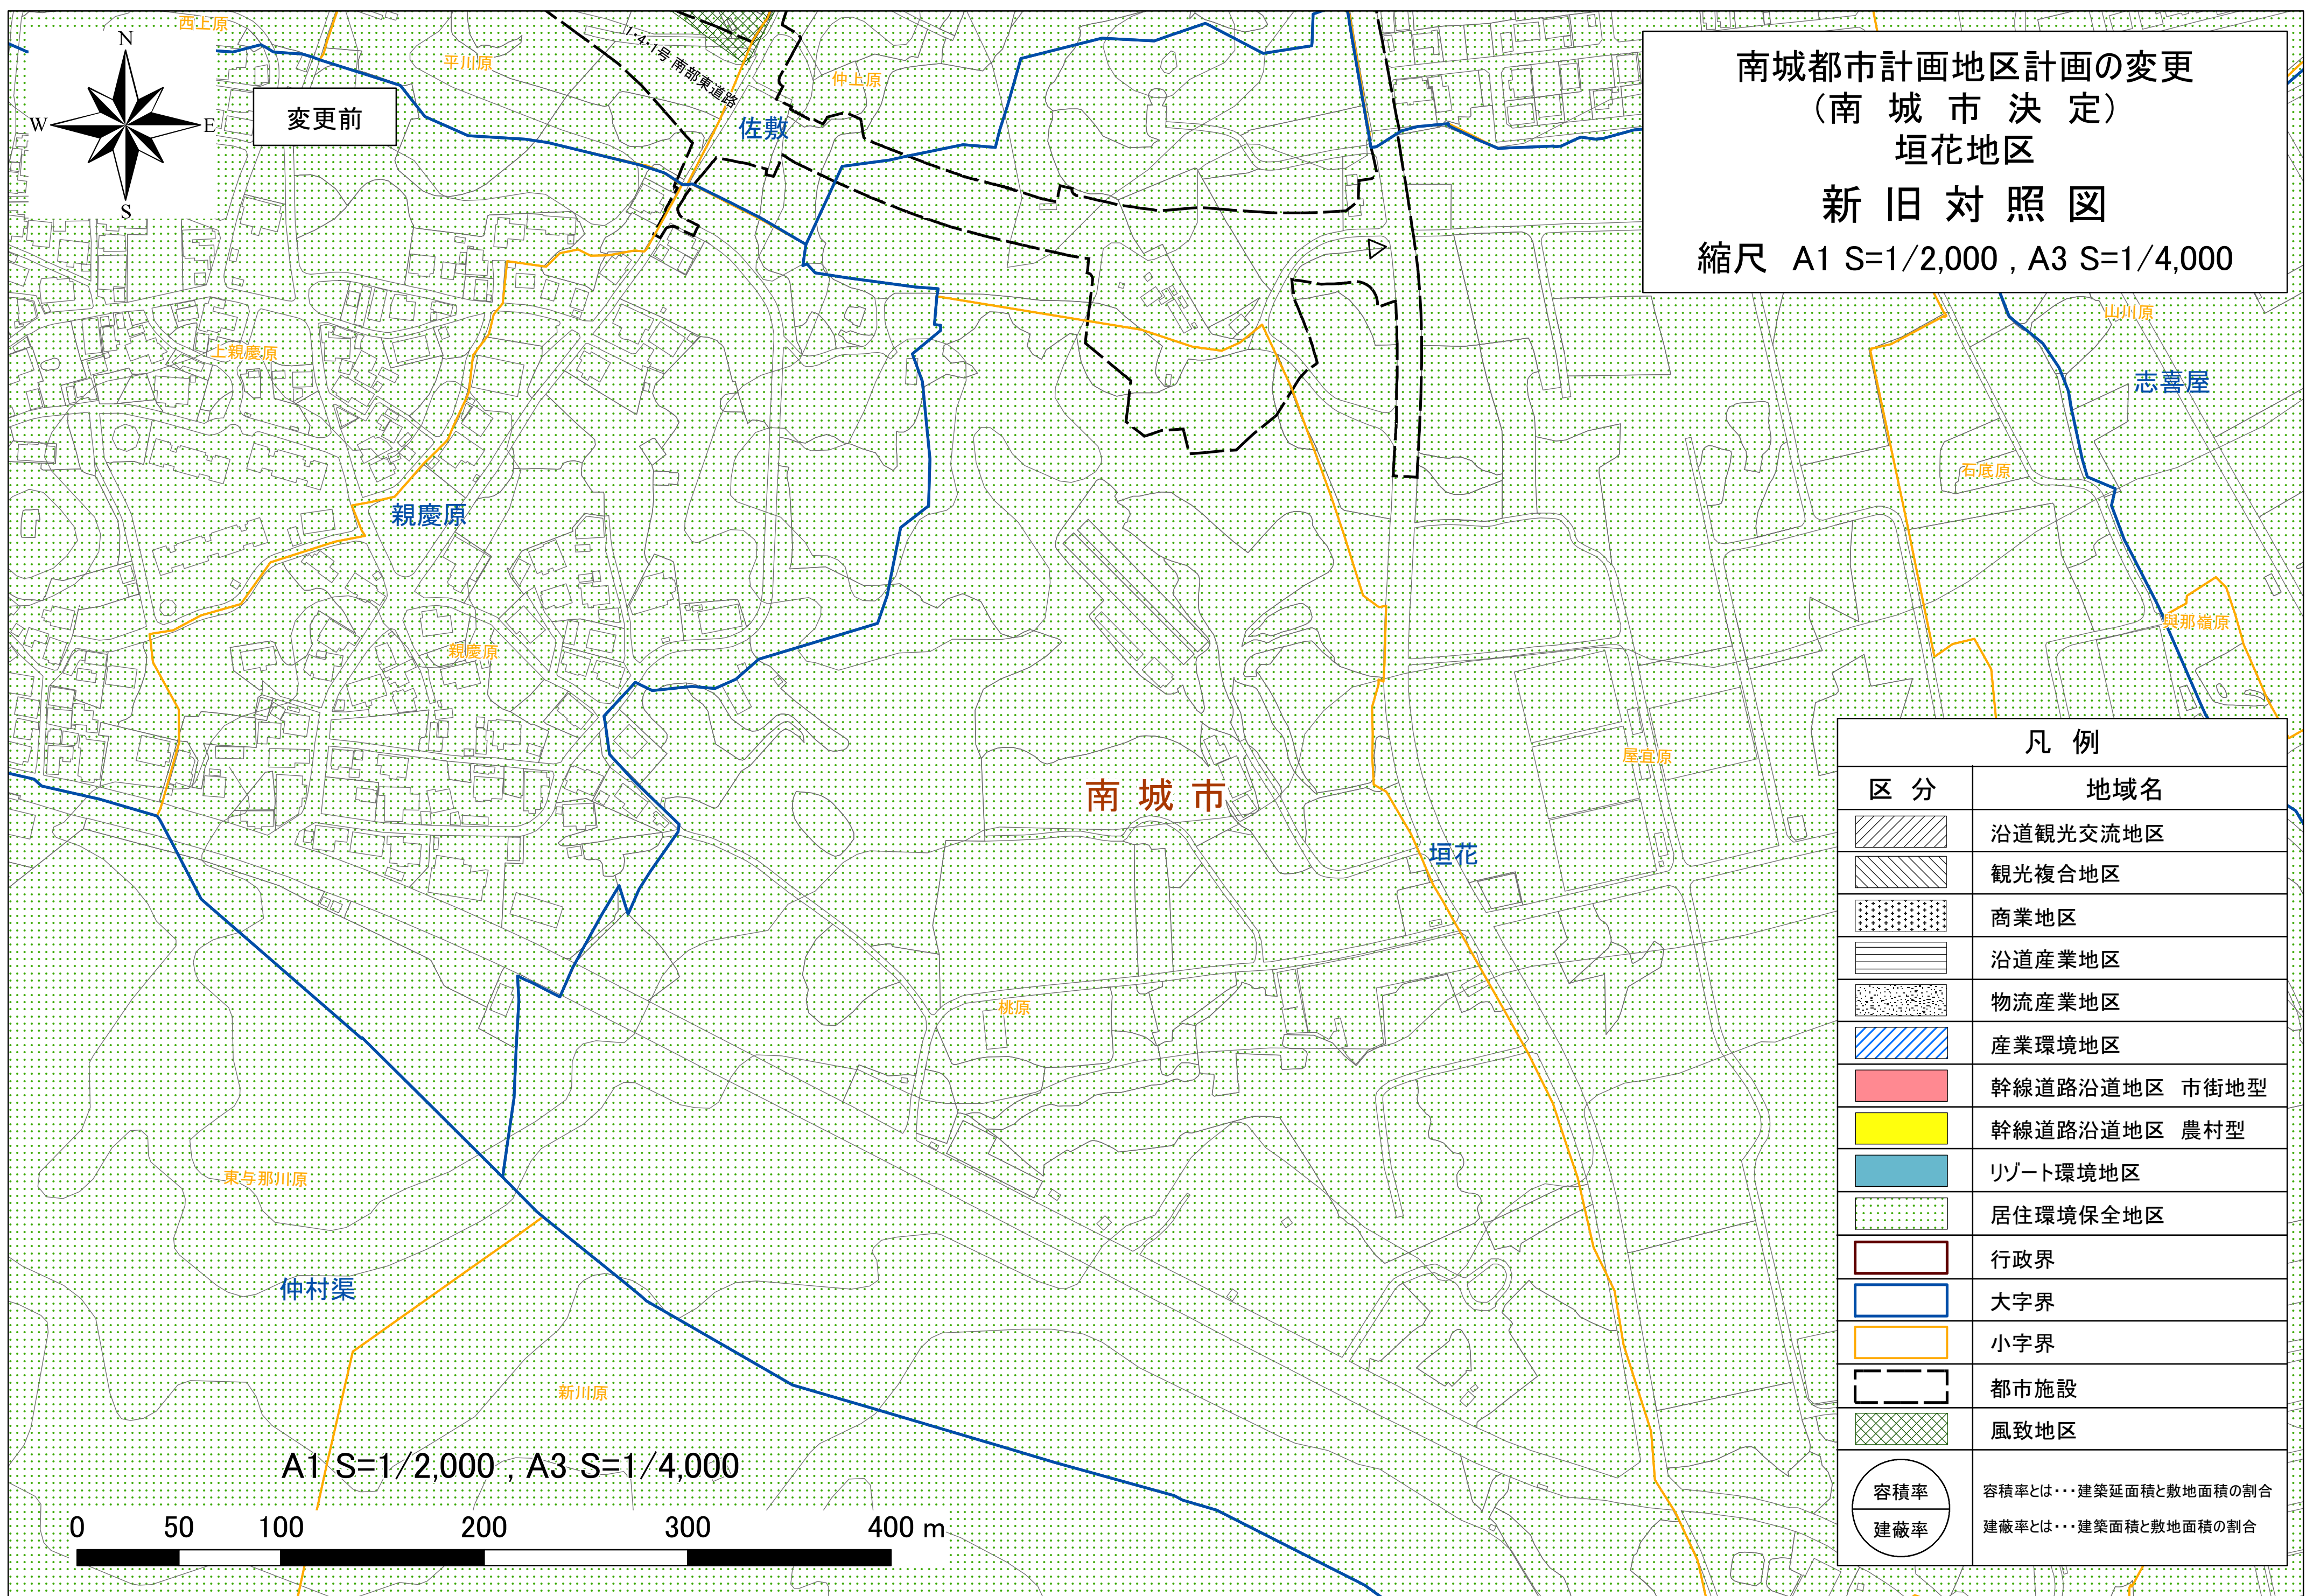 南城都市計画地区計画の変更
(南 城 市 決 定)
垣花地区
新 旧 対 照 図
縮尺 A1 S=1/2,000 , A3 S=1/4,000
変更前
N
W
E
S
西上原
平川原
1・4・1号 南部東道路
仲上原
佐敷
上親慶原
親慶原
親慶原
山川原
志喜屋
石底原
與那嶺原
屋宜原
南 城 市
垣花
桃原
東与那川原
仲村渠
新川原
凡 例
区 分 地域名
沿道観光交流地区
観光複合地区
商業地区
沿道産業地区
物流産業地区
産業環境地区
幹線道路沿道地区 市街地型
幹線道路沿道地区 農村型
リゾート環境地区
居住環境保全地区
行政界
大字界
小字界
都市施設
風致地区
容積率
建蔽率
容積率とは・・・建築延面積と敷地面積の割合
建蔽率とは・・・建築面積と敷地面積の割合
A1 S=1/2,000 , A3 S=1/4,000
0 50 100 200 300 400 m